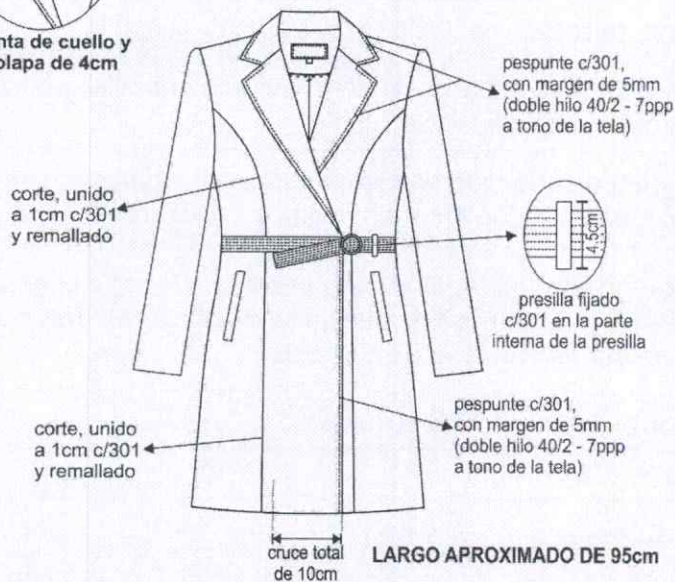 nta de cuello y
olapa de 4cm
pespunte c/301,
con margen de 5mm
(doble hilo 40/2 - 7ppp
a tono de la tela)
corte, unido
a 1cm c/301
y remallado
4,5cm
presilla fijado
c/301 en la parte
interna de la presilla
corte, unido
a 1cm c/301
y remallado
pespunte c/301,
con margen de 5mm
(doble hilo 40/2 - 7ppp
a tono de la tela)
cruce total
de 10cm
LARGO APROXIMADO DE 95cm